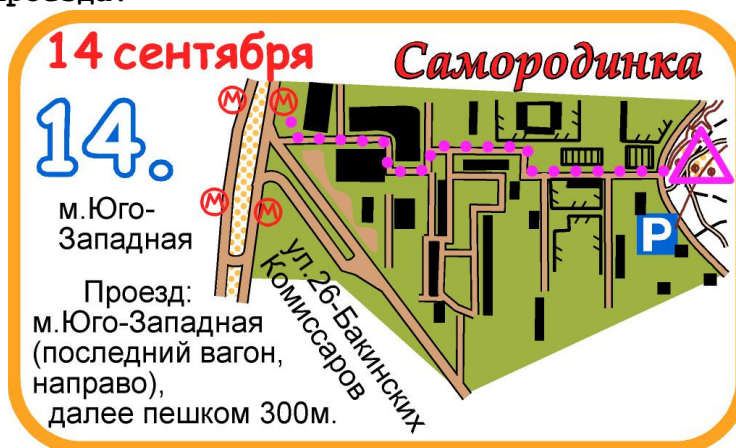 проезда:
14 сентября
Самородинка
14.
м.Юго-
Западная
Проезд:
м.Юго-Западная
(последний вагон,
направо),
далее пешком 300м.
ул.26-Бакинских
Комиссаров
М
М
М
М
P